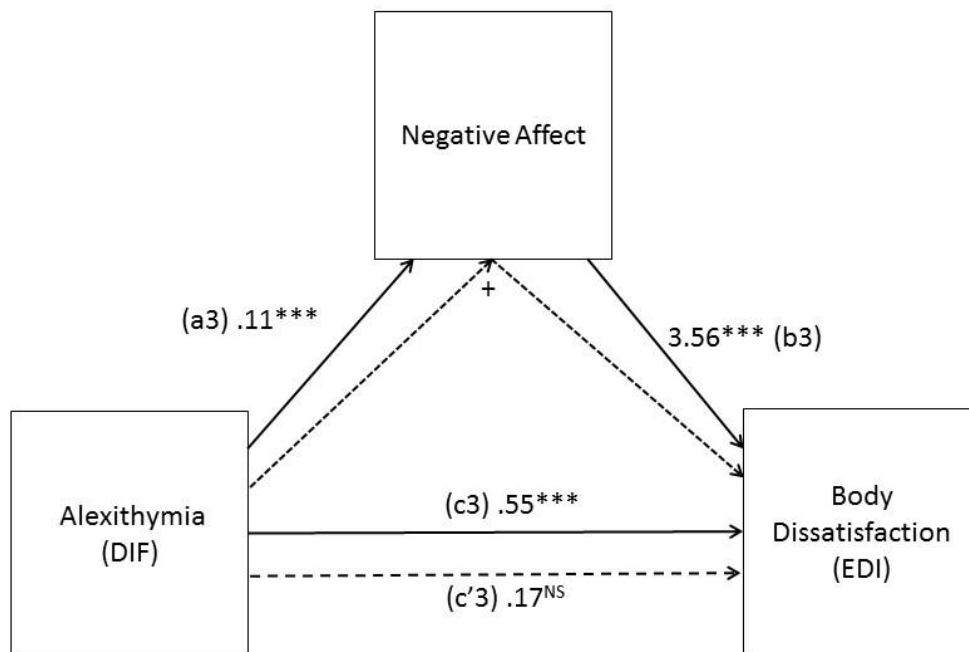 Negative Affect
+
(a3) .11***
3.56*** (b3)
Alexithymia
(DIF)
(c3) .55***
(c’3) .17ᴺˢ
Body
Dissatisfaction
(EDI)